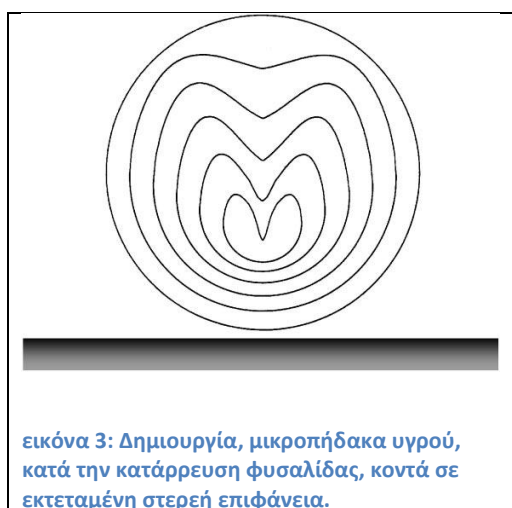 εικόνα 3: Δημιουργία, μικροπήδακα υγρού,
κατά την κατάρρευση φυσαλίδας, κοντά σε
εκτεταμένη στερεή επιφάνεια.